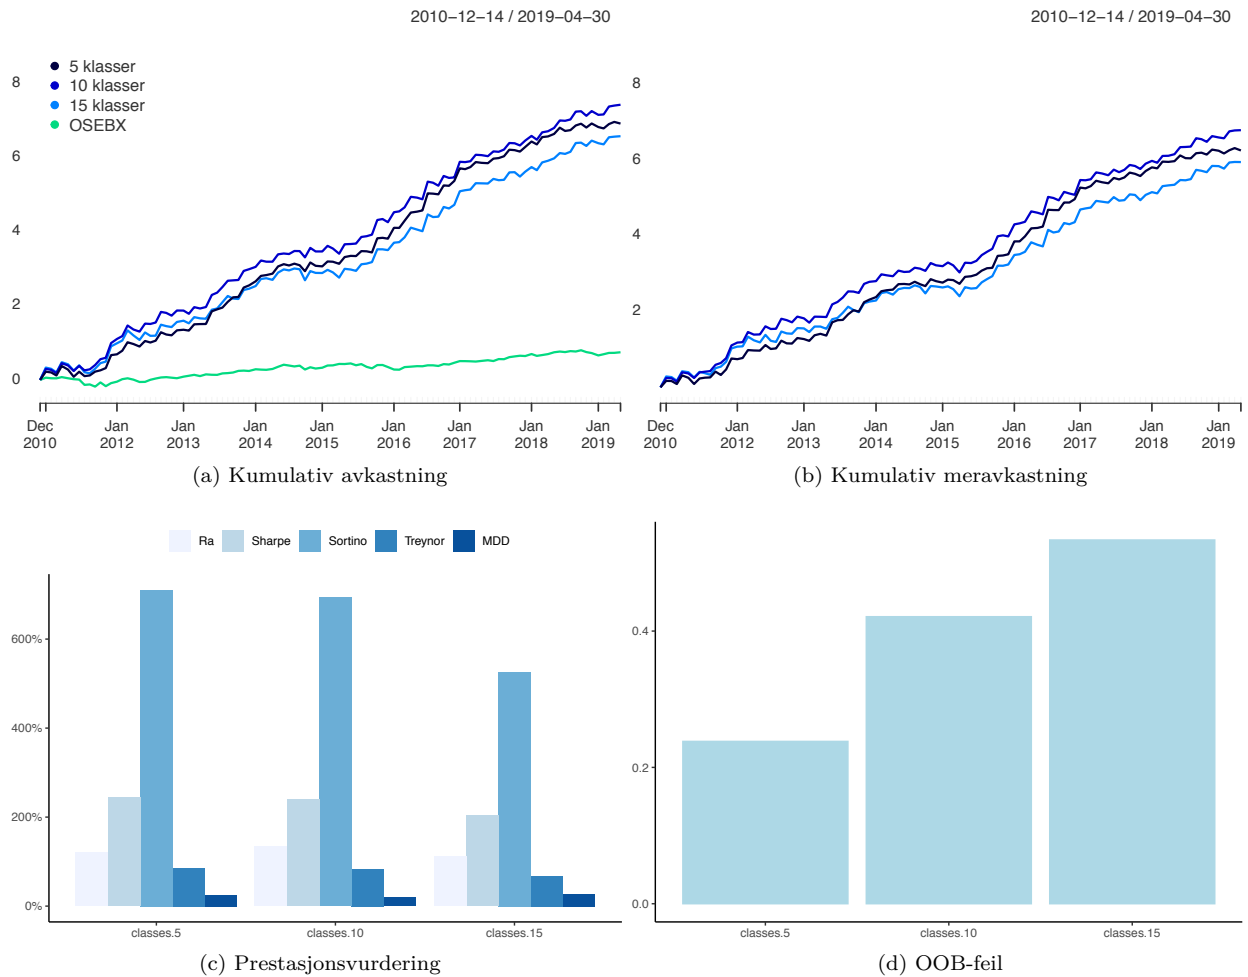 2010–12–14 / 2019–04–30
5 klasser
10 klasser
15 klasser
OSEBX
8
6
4
2
0
Dec 2010
Jan 2012
Jan 2013
Jan 2014
Jan 2015
Jan 2016
Jan 2017
Jan 2018
Jan 2019
(a) Kumulativ avkastning
2010–12–14 / 2019–04–30
8
6
4
2
Dec 2010
Jan 2012
Jan 2013
Jan 2014
Jan 2015
Jan 2016
Jan 2017
Jan 2018
Jan 2019
(b) Kumulativ meravkastning
Ra Sharpe Sortino Treynor MDD
600%
400%
200%
0%
classes.5 classes.10 classes.15
(c) Prestasjonsvurdering
0.4
0.2
0.0
classes.5 classes.10 classes.15
(d) OOB-feil